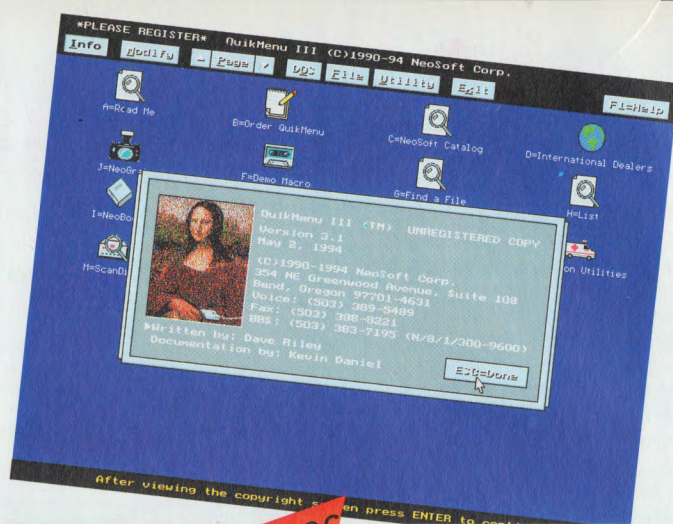 *PLEASE REGISTER* QuikMenu III (C)1990-94 NeoSoft Corp.
Info Modify Page DOS File Utility Exit F1=Help
A=Read Me B=Order QuikMenu C=NeoSoft Catalog D=International Dealers
J=NeoGr F=Demo Macro G=Find a File H=List
I=NeoBo
M=ScanDi on Utilities
QuikMenu III (TM) UNREGISTERED COPY
Version 3.1
May 2, 1994
(C)1990-1994 NeoSoft Corp.
354 NE Greenwood Avenue, Suite 108
Bend, Oregon 97701-4631
Voice: (503) 389-5489
Fax: (503) 388-8221
BBS: (503) 383-7195 (N/8/1/300-9600)
Written by: Dave Riley
Documentation by: Kevin Daniel
ESC=Done
After viewing the copyright en press ENTER to